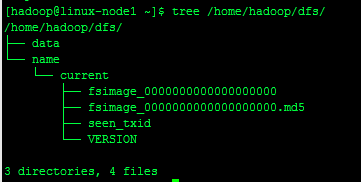 [hadoop@linux-node1 ~]$ tree /home/hadoop/dfs/
/home/hadoop/dfs/
├── data
└── name
    └── current
        ├── fsimage_0000000000000000000
        ├── fsimage_0000000000000000000.md5
        ├── seen_txid
        └── VERSION
3 directories, 4 files